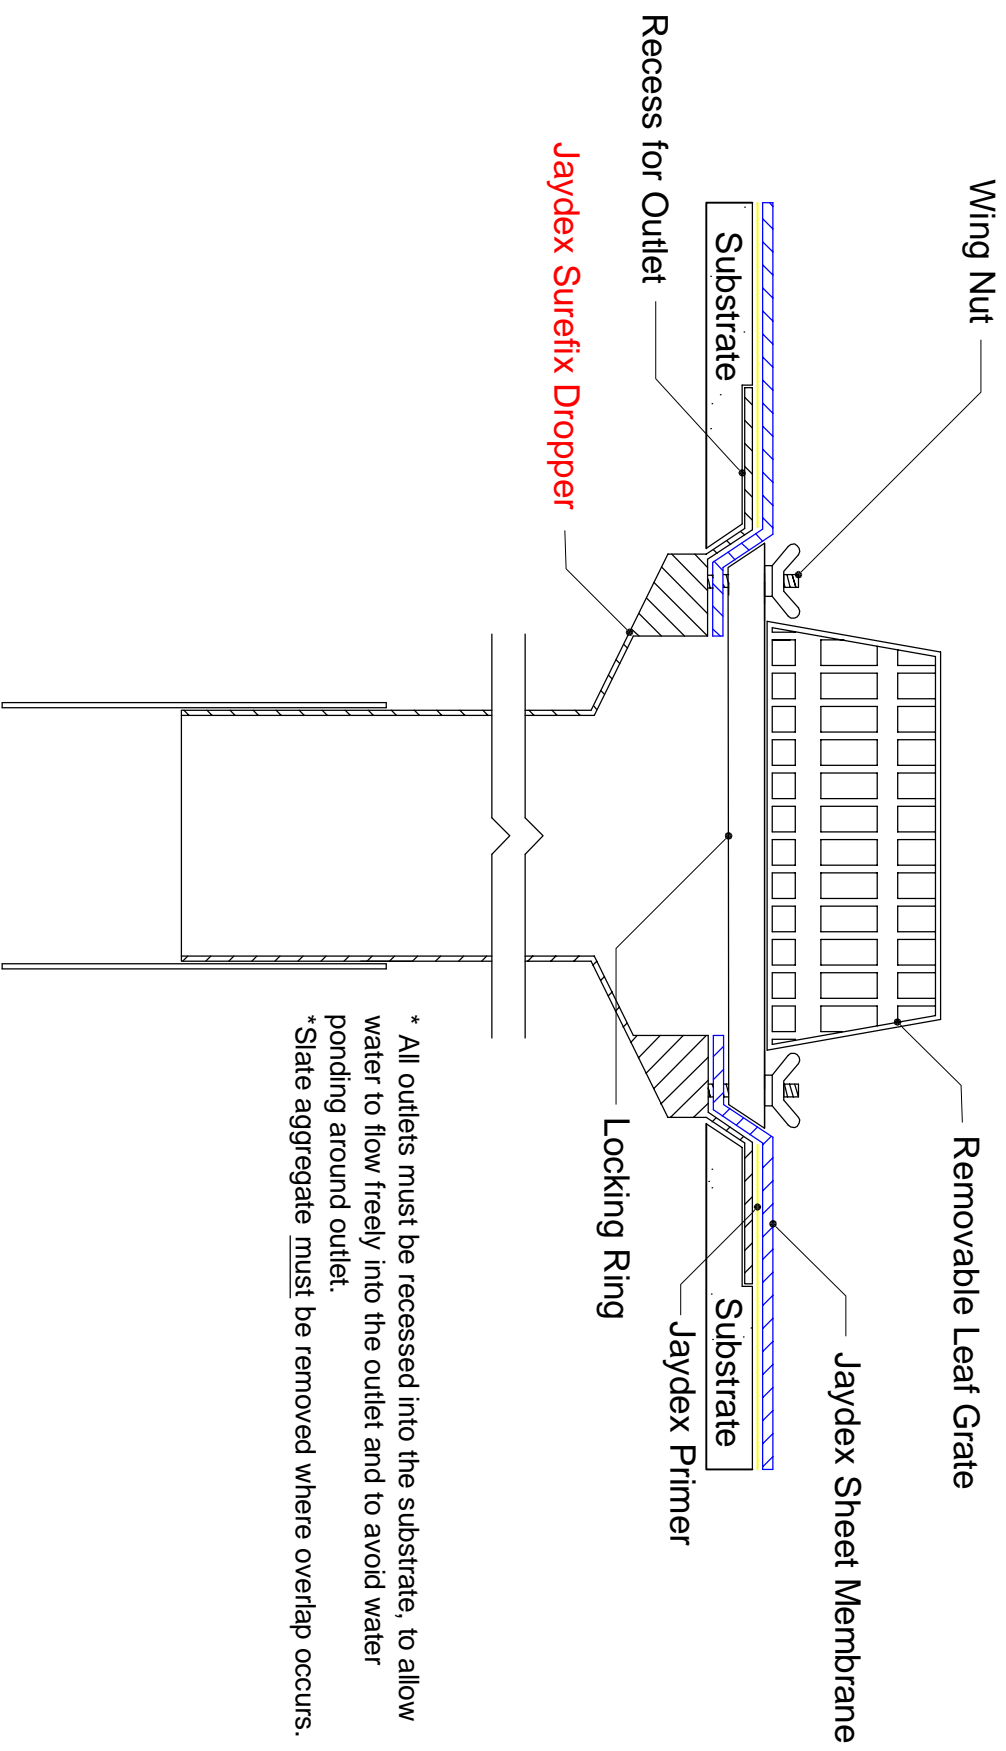 Wing Nut
Removable Leaf Grate
Jaydex Sheet Membrane
Recess for Outlet
Substrate
Substrate
Jaydex Primer
Jaydex Surefix Dropper
Locking Ring
* All outlets must be recessed into the substrate, to allow
water to flow freely into the outlet and to avoid water
ponding around outlet.
*Slate aggregate must be removed where overlap occurs.